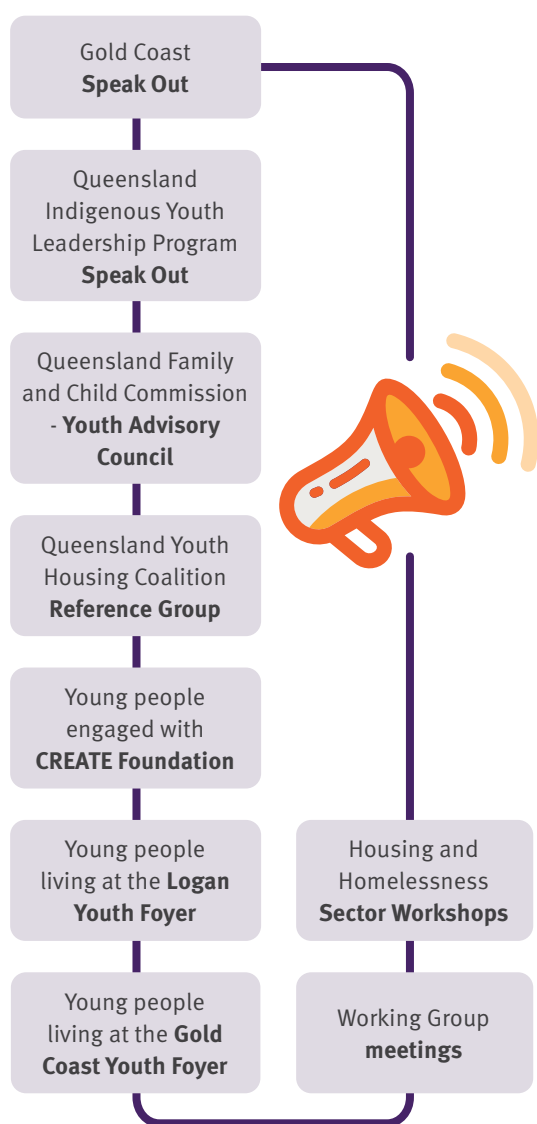 Gold Coast
Speak Out
Queensland
Indigenous Youth
Leadership Program
Speak Out
Queensland Family
and Child Commission
- Youth Advisory
Council
Queensland Youth
Housing Coalition
Reference Group
Young people
engaged with
CREATE Foundation
Young people
living at the Logan
Youth Foyer
Young people
living at the Gold
Coast Youth Foyer
Housing and
Homelessness
Sector Workshops
Working Group
meetings